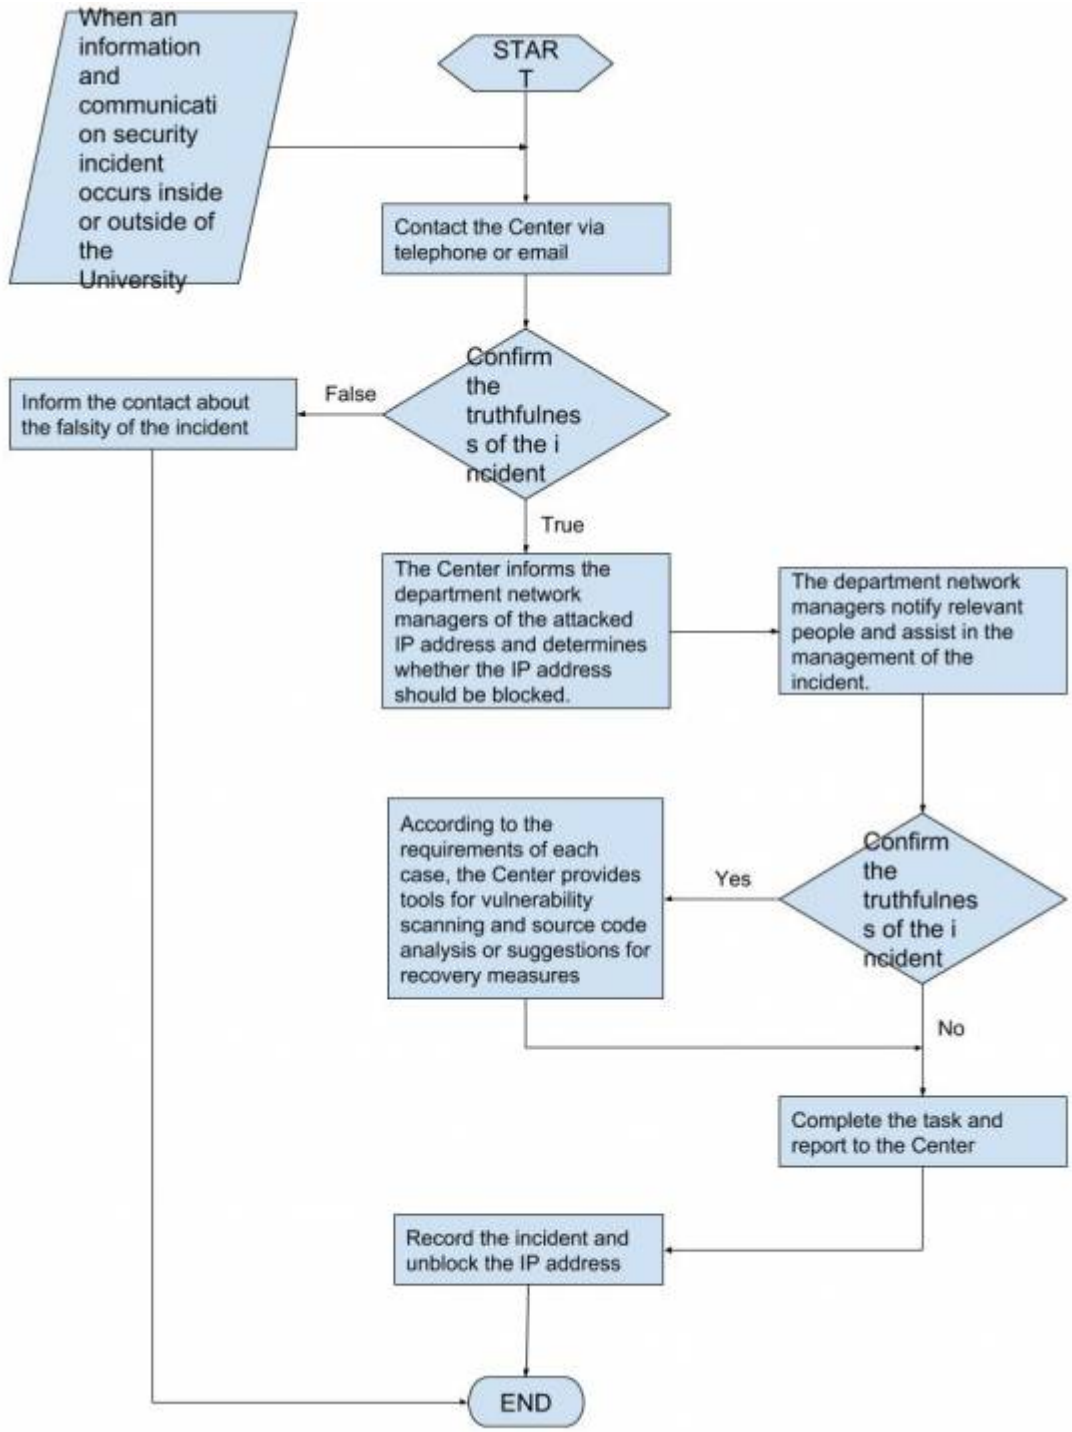 When an
information
and
communicati
on security
incident
occurs inside
or outside of
the
University
STAR
T
Contact the Center via
telephone or email
Confirm
the
truthfulnes
s of the i
ncident
False
Inform the contact about
the falsity of the incident
True
The Center informs the
department network
managers of the attacked
IP address and determines
whether the IP address
should be blocked.
The department network
managers notify relevant
people and assist in the
management of the
incident.
Confirm
the
truthfulnes
s of the i
ncident
Yes
According to the
requirements of each
case, the Center provides
tools for vulnerability
scanning and source code
analysis or suggestions for
recovery measures
No
Complete the task and
report to the Center
Record the incident and
unblock the IP address
END